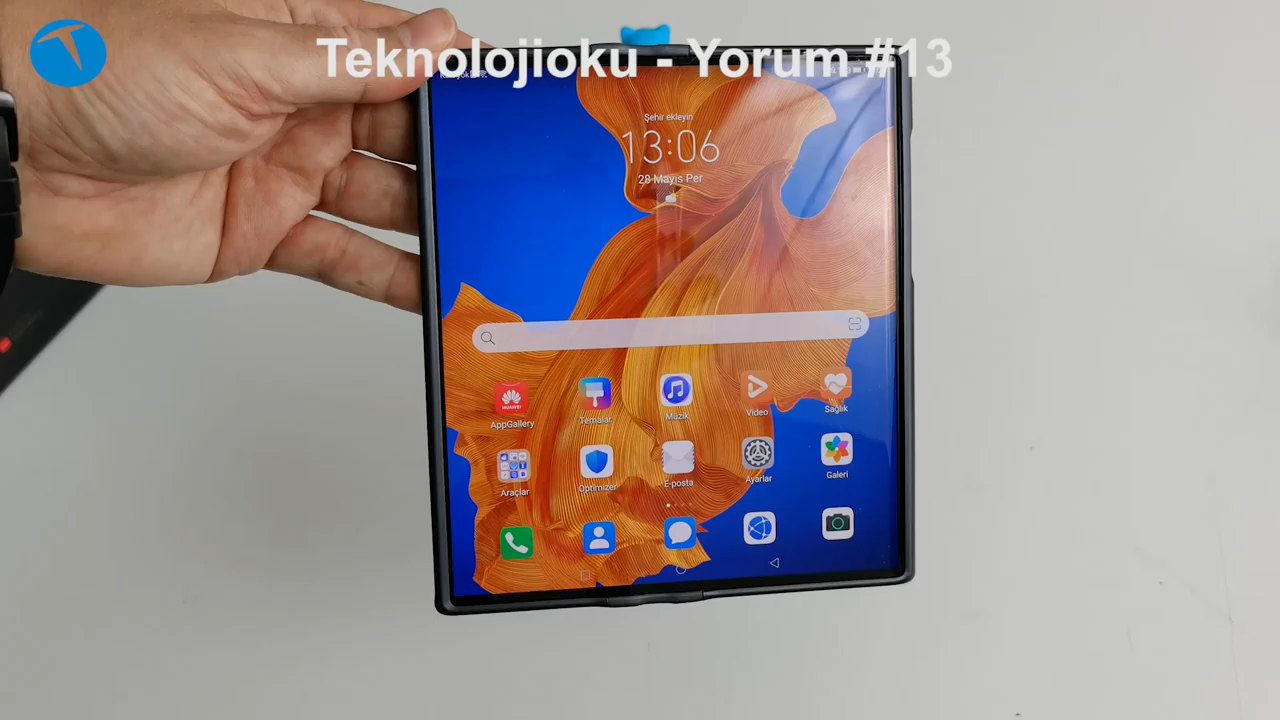 Teknolojioku - Yorum #13
Şehir ekleyin
13:06
28 Mayıs Per
HUAWEI
AppGallery
Temalar
Müzik
Video
Sağlık
Araçlar
Optimizer
E-posta
Ayarlar
Galeri